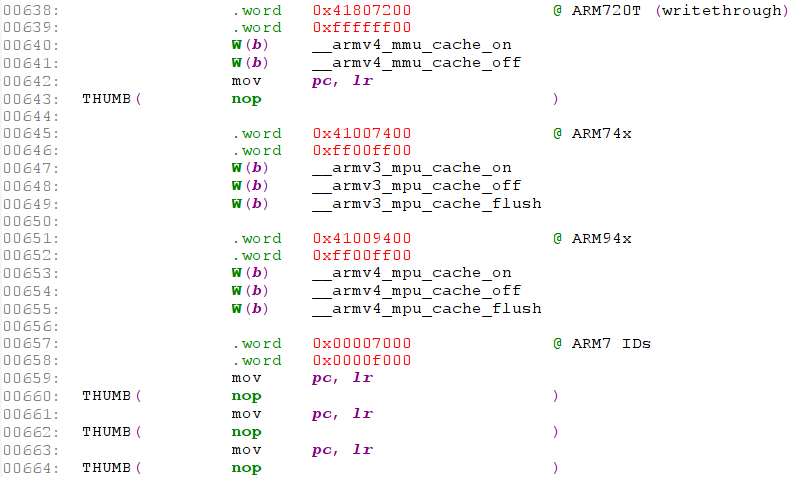 00638: .word 0x41807200 @ ARM720T (writethrough)
00639: .word 0xffffff00
00640: W(b) __armv4_mmu_cache_on
00641: W(b) __armv4_mmu_cache_off
00642: mov pc, lr
00643: THUMB( nop )
00644:
00645: .word 0x41007400 @ ARM74x
00646: .word 0xff00ff00
00647: W(b) __armv3_mpu_cache_on
00648: W(b) __armv3_mpu_cache_off
00649: W(b) __armv3_mpu_cache_flush
00650:
00651: .word 0x41009400 @ ARM94x
00652: .word 0xff00ff00
00653: W(b) __armv4_mpu_cache_on
00654: W(b) __armv4_mpu_cache_off
00655: W(b) __armv4_mpu_cache_flush
00656:
00657: .word 0x00007000 @ ARM7 IDs
00658: .word 0x0000f000
00659: mov pc, lr
00660: THUMB( nop )
00661: mov pc, lr
00662: THUMB( nop )
00663: mov pc, lr
00664: THUMB( nop )